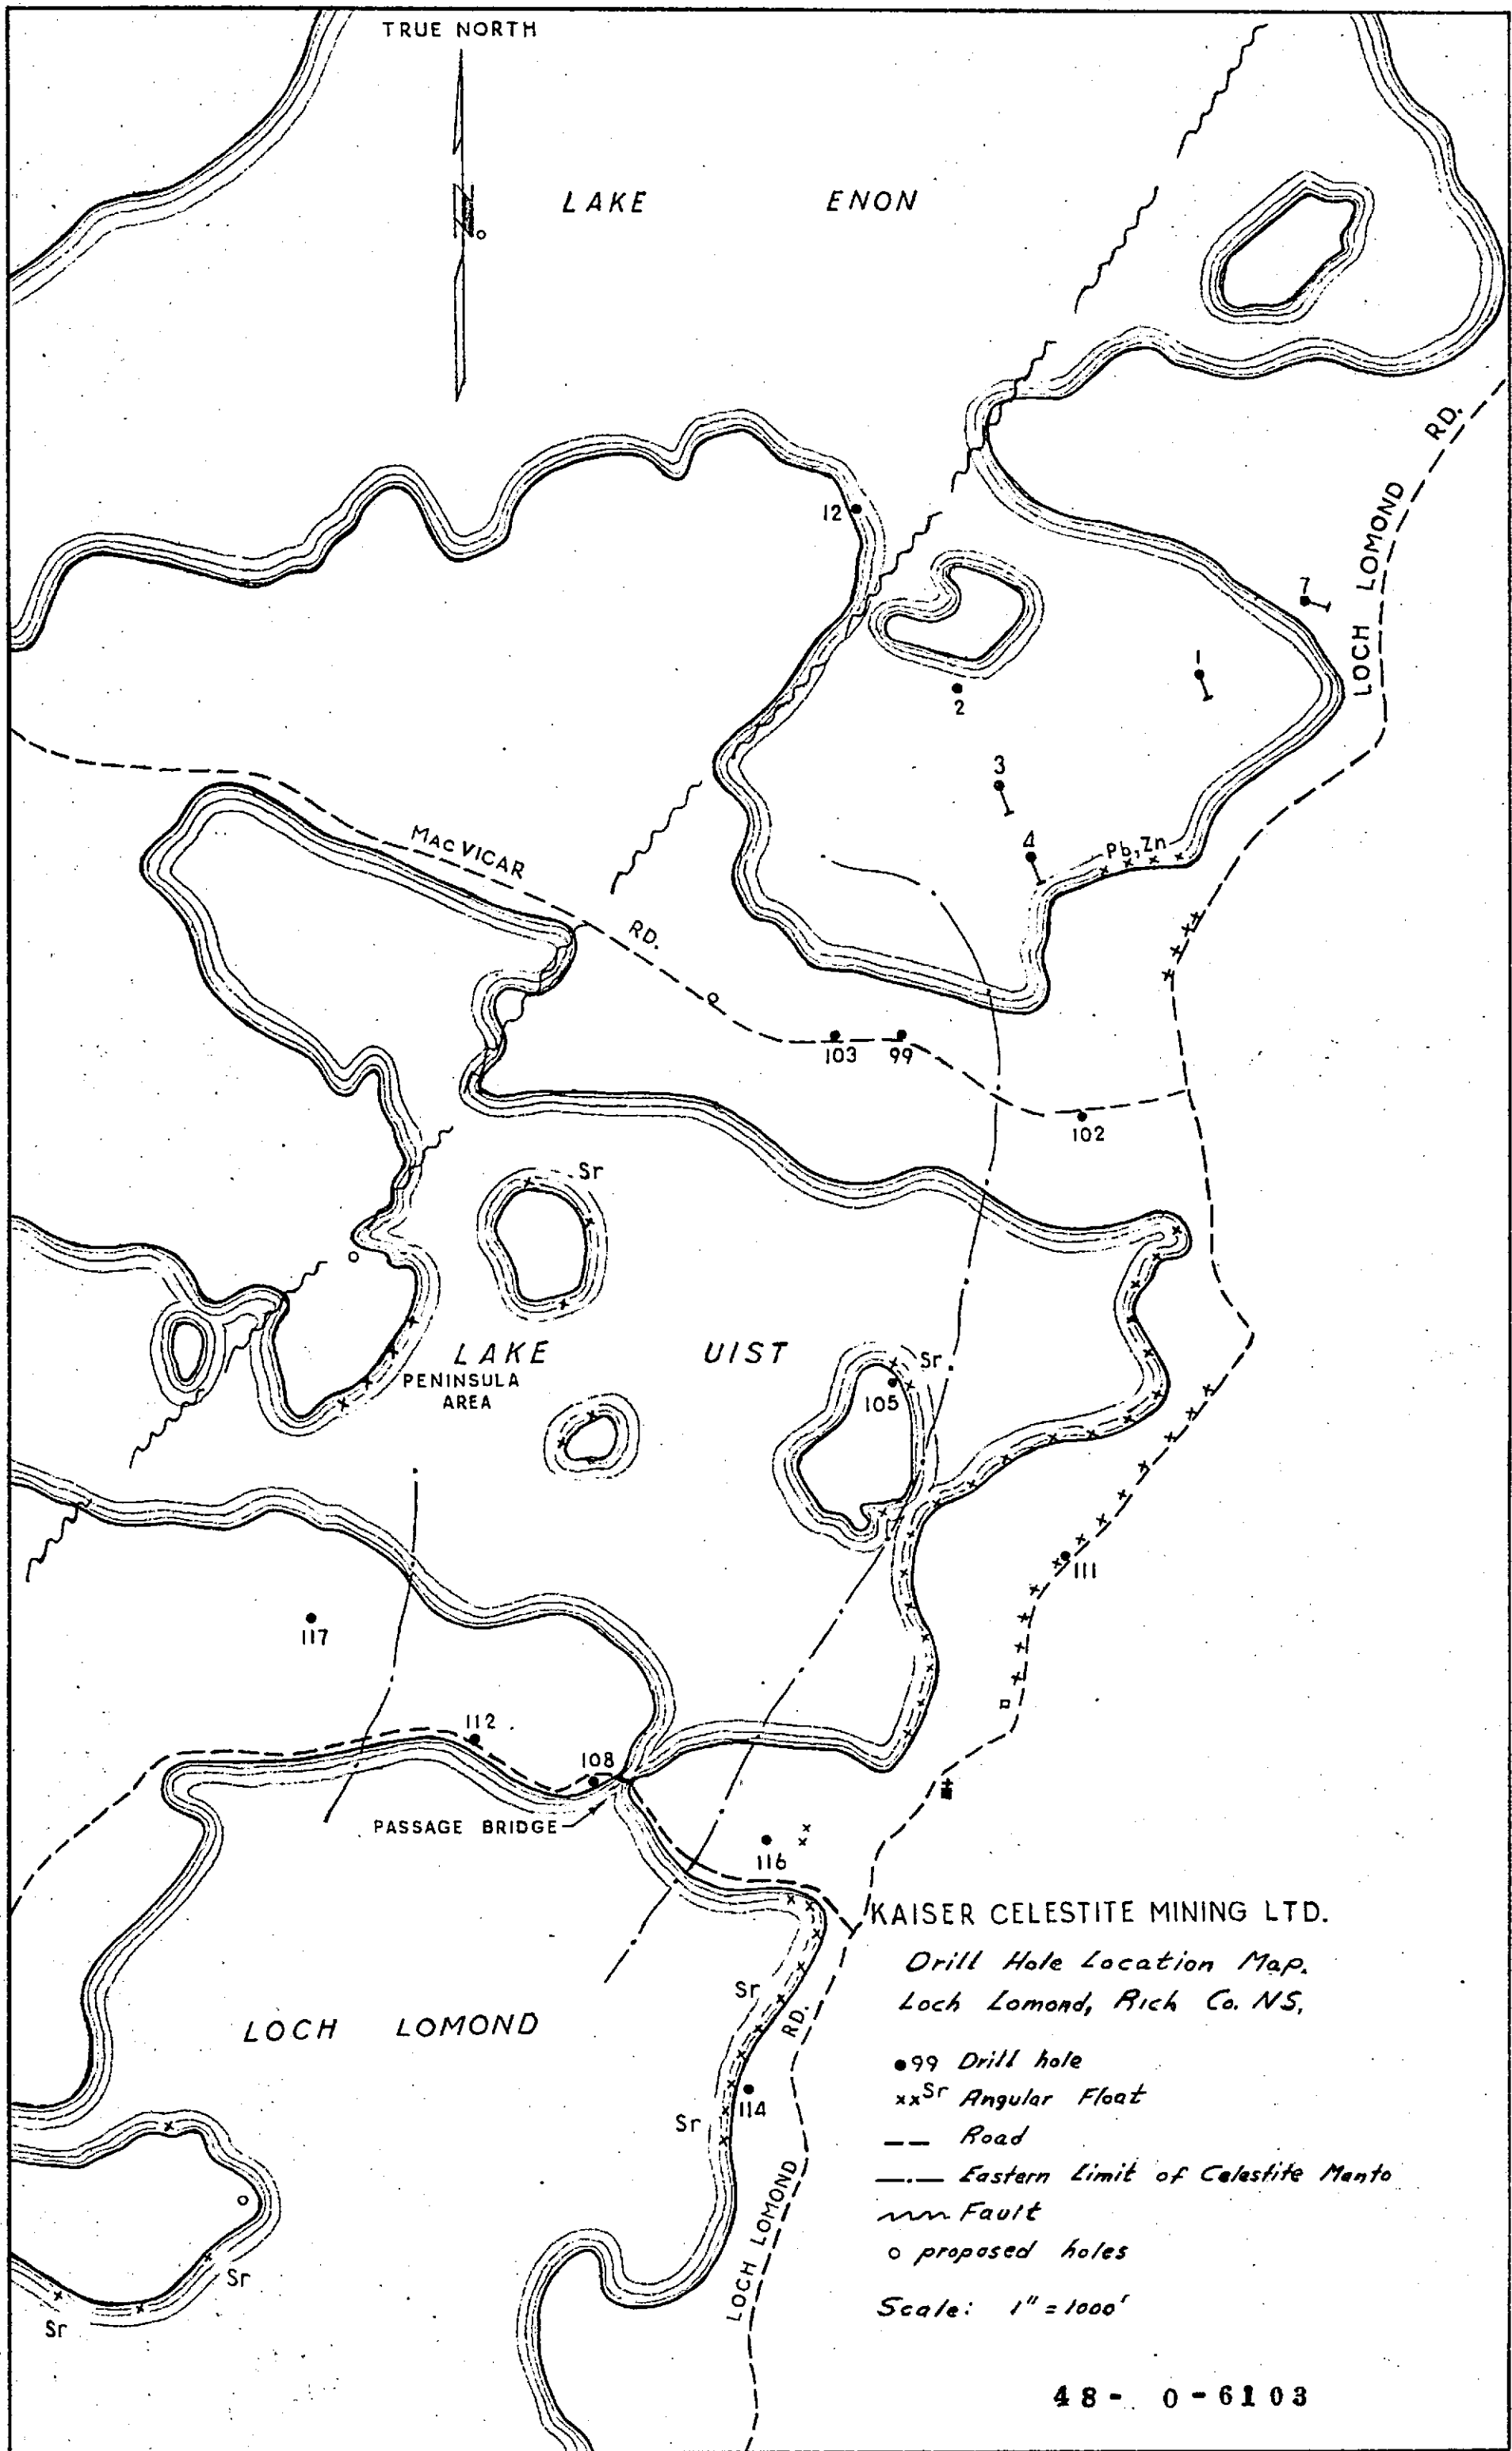 TRUE NORTH
N
LAKE ENON
LOCH LOMOND RD.
12
7
1
2
3
4
Pb, Zn
MACVICAR RD.
103 99
102
Sr
LAKE UIST
PENINSULA
AREA
Sr
105
111
117
112
108
PASSAGE BRIDGE
116
KAISER CELESTITE MINING LTD.
Drill Hole Location Map.
Loch Lomond, Rich Co. NS,
●99 Drill hole
xx Sr Angular Float
Road
Eastern Limit of Celestite Manto
Fault
o proposed holes
Scale: 1" = 1000'
LOCH LOMOND
Sr
Sr
114
LOCH LOMOND RD.
Sr
Sr
48- 0-6103